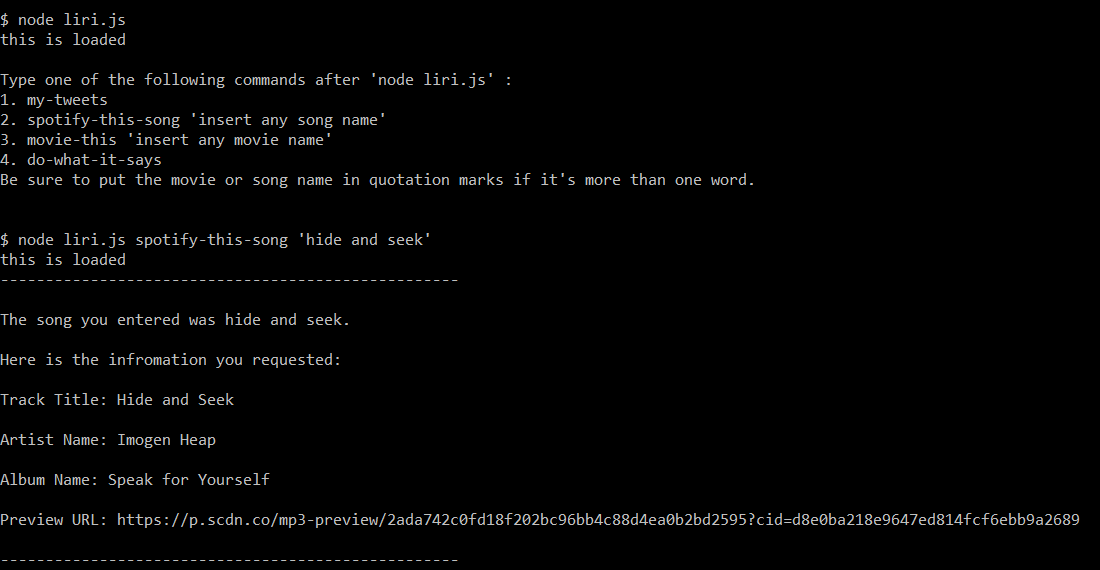 $ node liri.js
this is loaded
Type one of the following commands after 'node liri.js' :
1. my-tweets
2. spotify-this-song 'insert any song name'
3. movie-this 'insert any movie name'
4. do-what-it-says
Be sure to put the movie or song name in quotation marks if it's more than one word.
$ node liri.js spotify-this-song 'hide and seek'
this is loaded
---------------------------------------------------
The song you entered was hide and seek.
Here is the infromation you requested:
Track Title: Hide and Seek
Artist Name: Imogen Heap
Album Name: Speak for Yourself
Preview URL: https://p.scdn.co/mp3-preview/2ada742c0fd18f202bc96bb4c88d4ea0b2bd2595?cid=d8e0ba218e9647ed814fcf6ebb9a2689
---------------------------------------------------